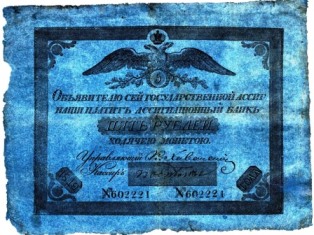 Объявителю сей государственной ассиг
націи платитъ ассигнаціонный банкъ
пять рублей
ходячею монетою.
Управляющій
Кассиръ
№602221 №602221